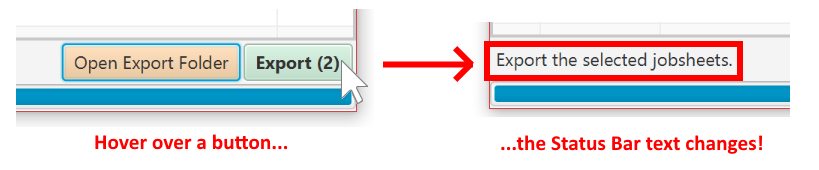 Open Export Folder
Export (2)
Export the selected jobsheets.
Hover over a button...
...the Status Bar text changes!